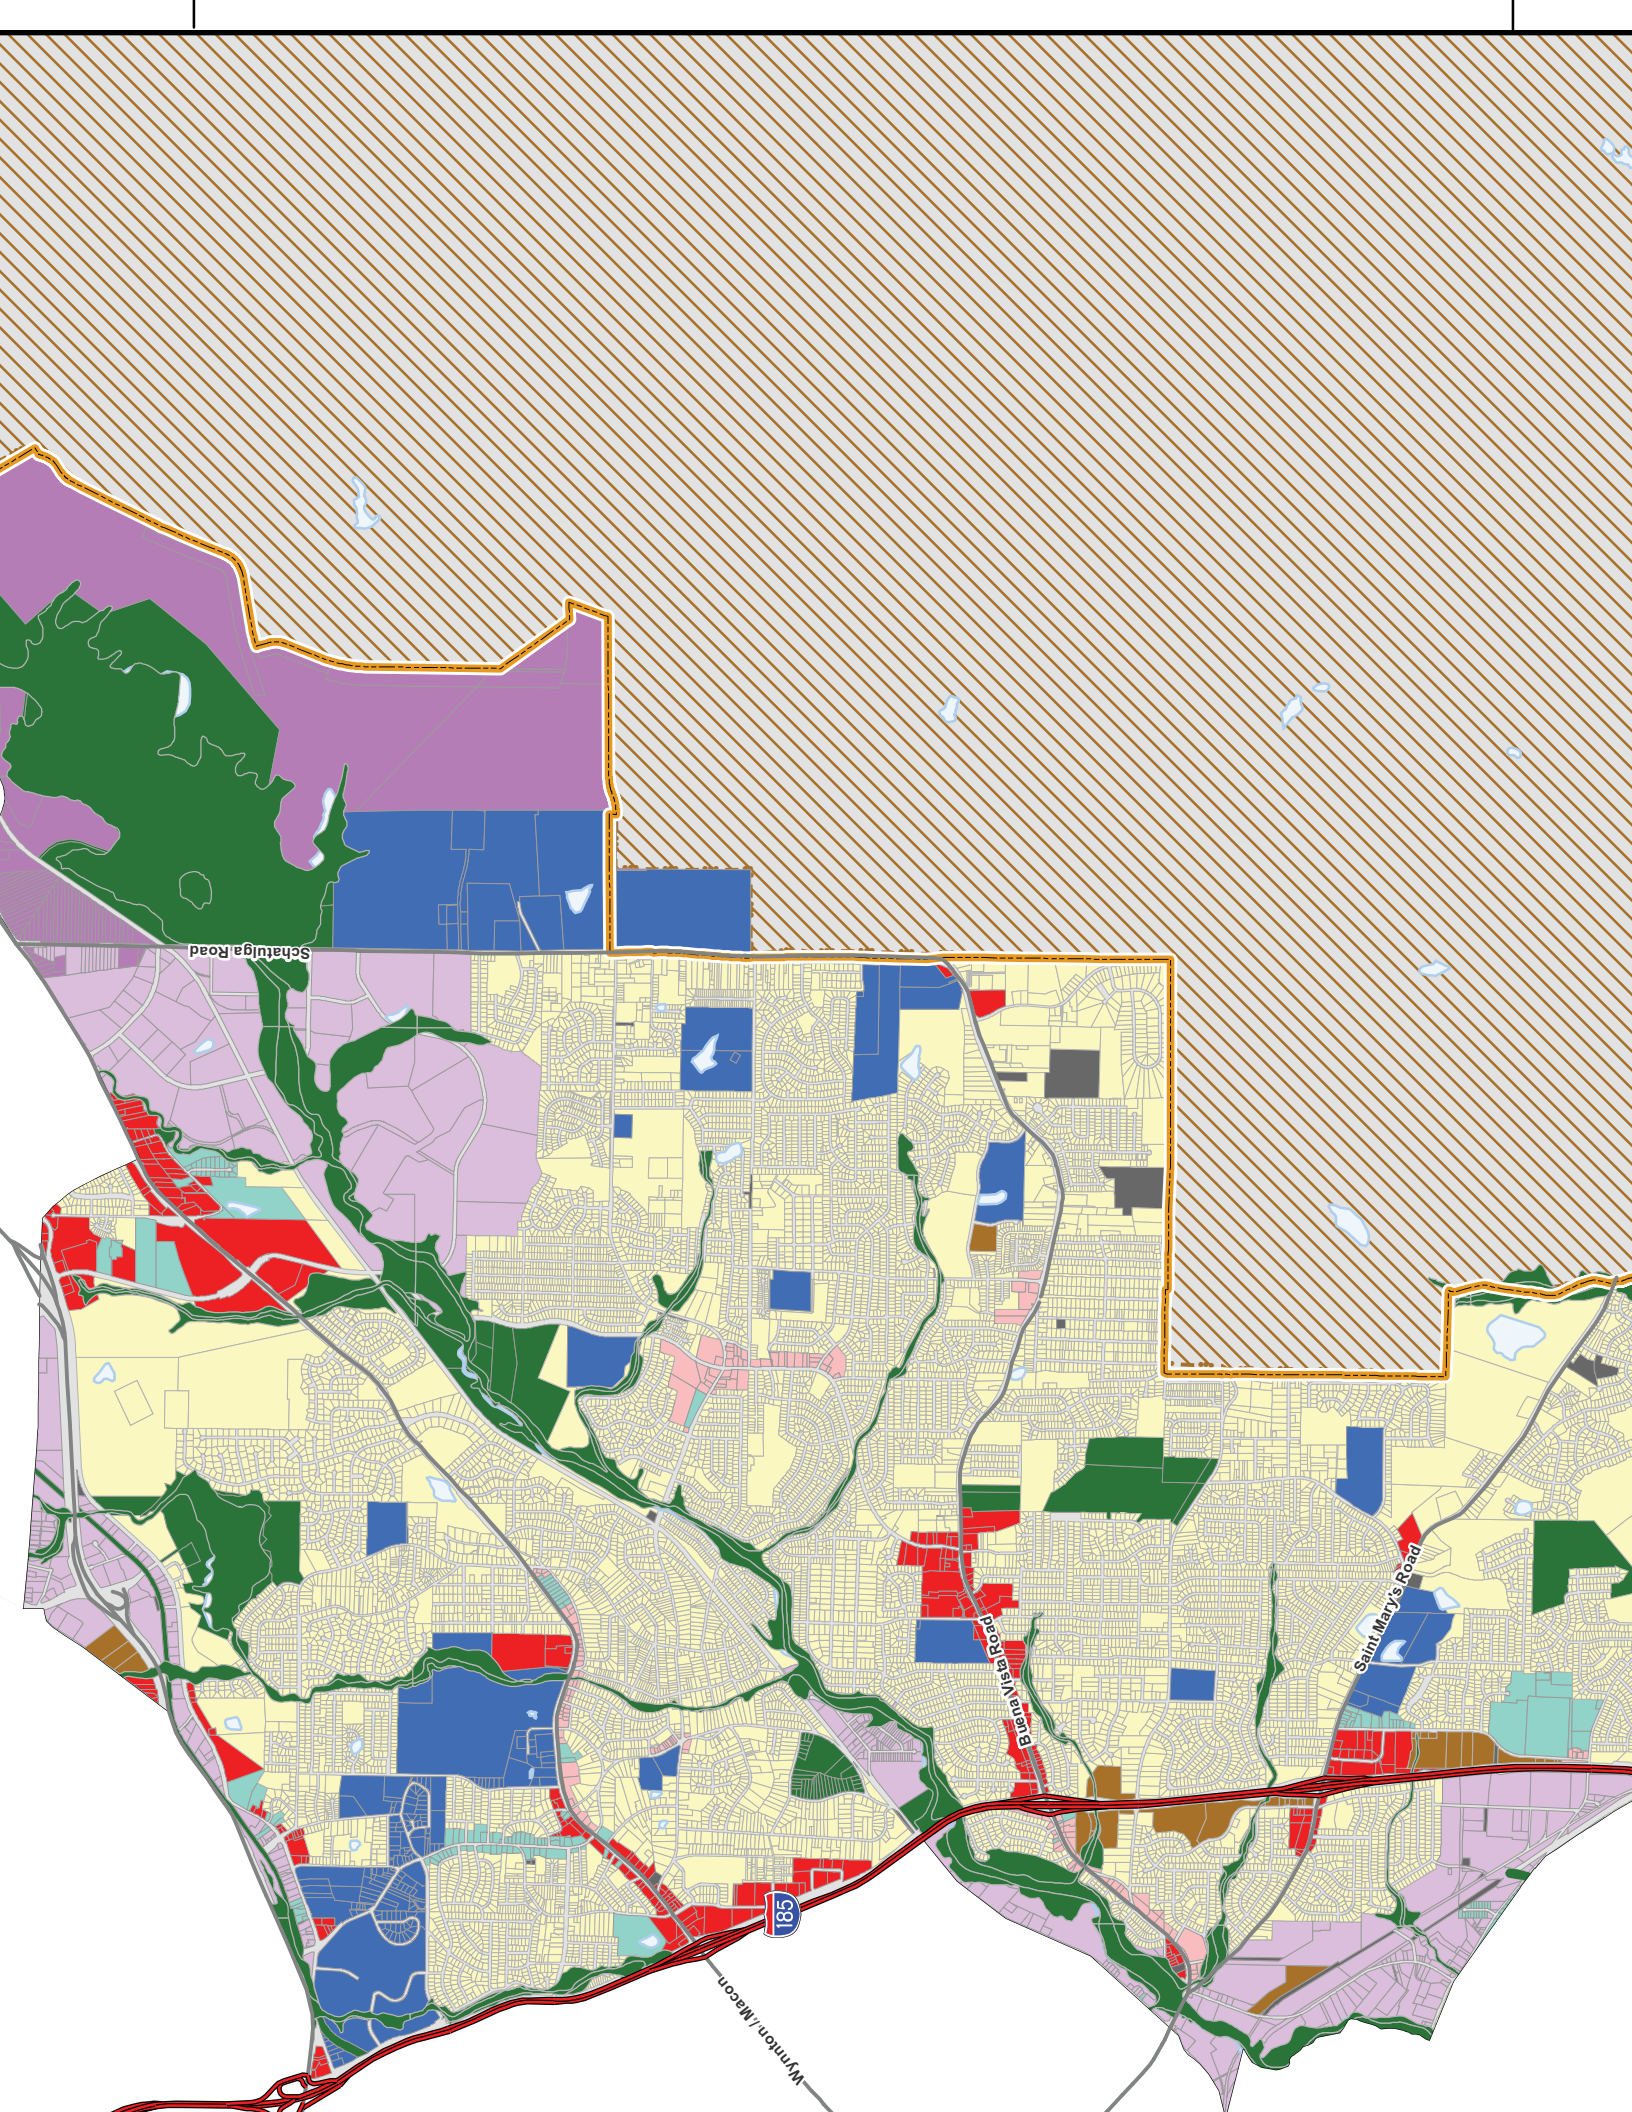 Schatulga Road
Saint Mary's Road
Buena Vista Road
185
Wynnton / Macon